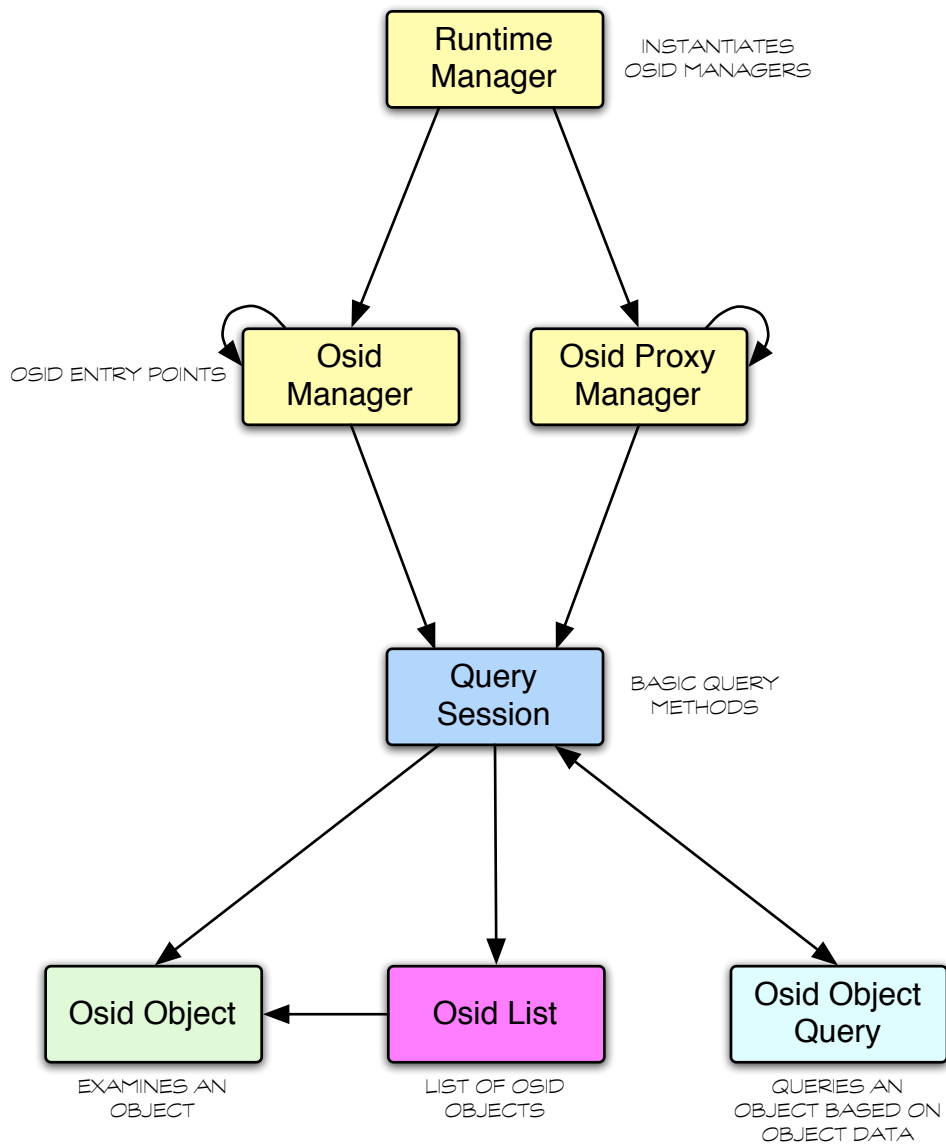 Runtime
Manager
INSTANTIATES
OSID MANAGERS
OSID ENTRY POINTS
Osid
Manager
Osid Proxy
Manager
Query
Session
BASIC QUERY
METHODS
Osid Object
Osid List
Osid Object
Query
EXAMINES AN
OBJECT
LIST OF OSID
OBJECTS
QUERIES AN
OBJECT BASED ON
OBJECT DATA